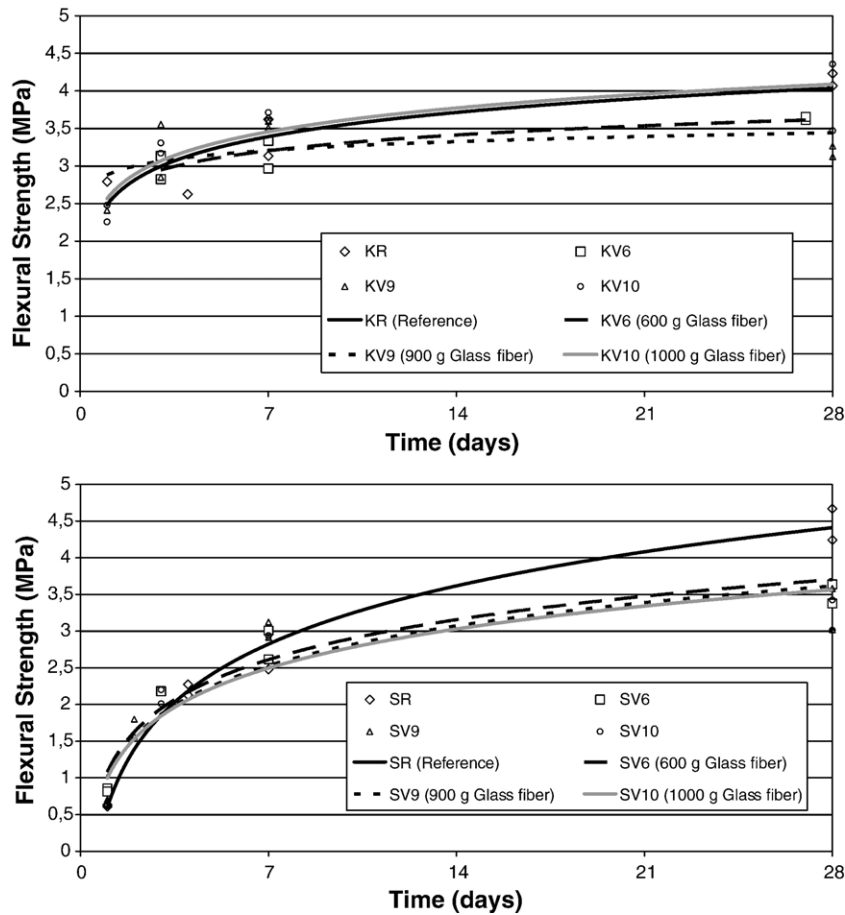 5
4,5
4
3,5
3
2,5
2
1,5
1
0,5
0
Flexural Strength (MPa)
KR KV6
KV9 KV10
KR (Reference) KV6 (600 g Glass fiber)
KV9 (900 g Glass fiber) KV10 (1000 g Glass fiber)
0 7 14 21 28
Time (days)
5
4,5
4
3,5
3
2,5
2
1,5
1
0,5
0
Flexural Strength (MPa)
SR SV6
SV9 SV10
SR (Reference) SV6 (600 g Glass fiber)
SV9 (900 g Glass fiber) SV10 (1000 g Glass fiber)
0 7 14 21 28
Time (days)